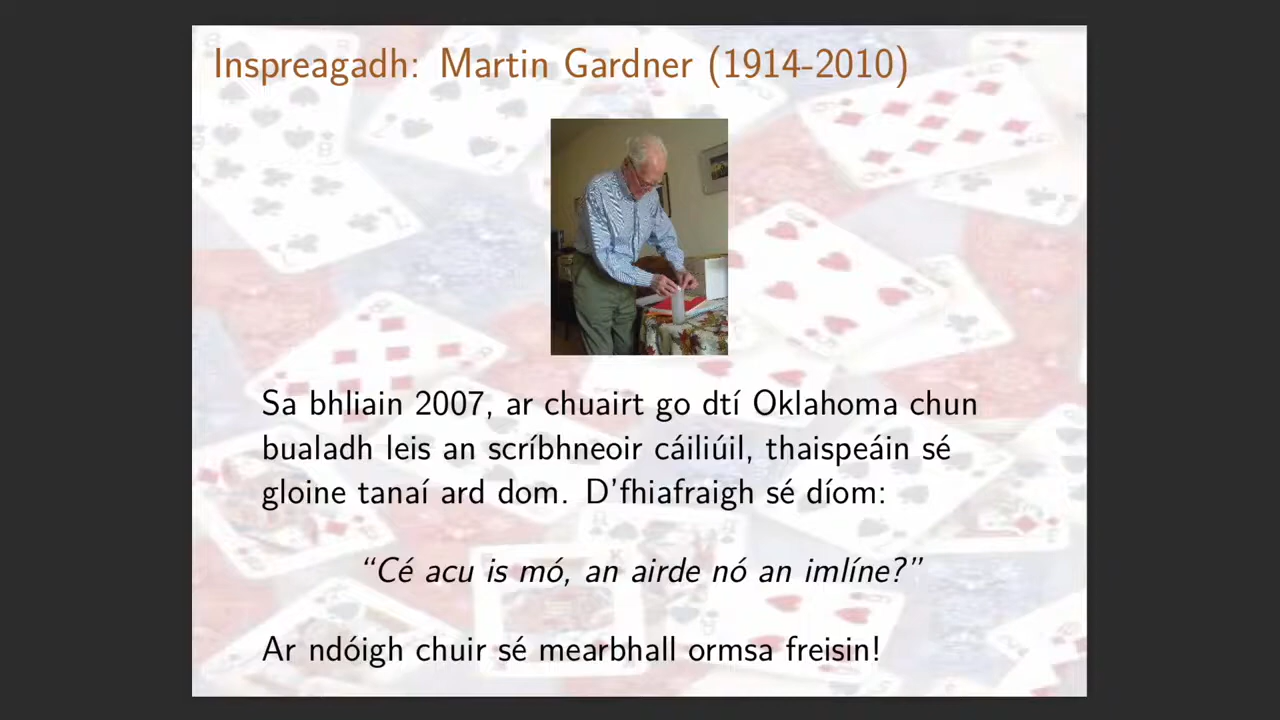 Inspreagadh: Martin Gardner (1914-2010)
Sa bhliain 2007, ar chuairt go dtí Oklahoma chun
bualadh leis an scríbhneoir cáiliúil, thaispeáin sé
gloine tanaí ard dom. D'fhiafraigh sé díom:
“Cé acu is mó, an airde nó an imlíne?”
Ar ndóigh chuir sé mearbhall ormsa freisin!